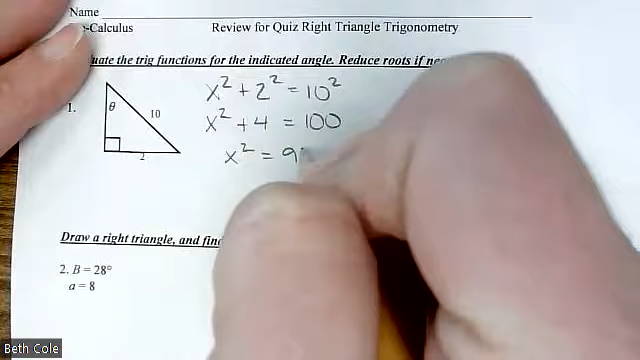 Name
-Calculus Review for Quiz Right Triangle Trigonometry
uate the trig functions for the indicated angle. Reduce roots if
1.
θ
10
2
x² + 2² = 10²
x² + 4 = 100
x² = 9
Draw a right triangle, and find
2. B = 28°
a = 8
Beth Cole